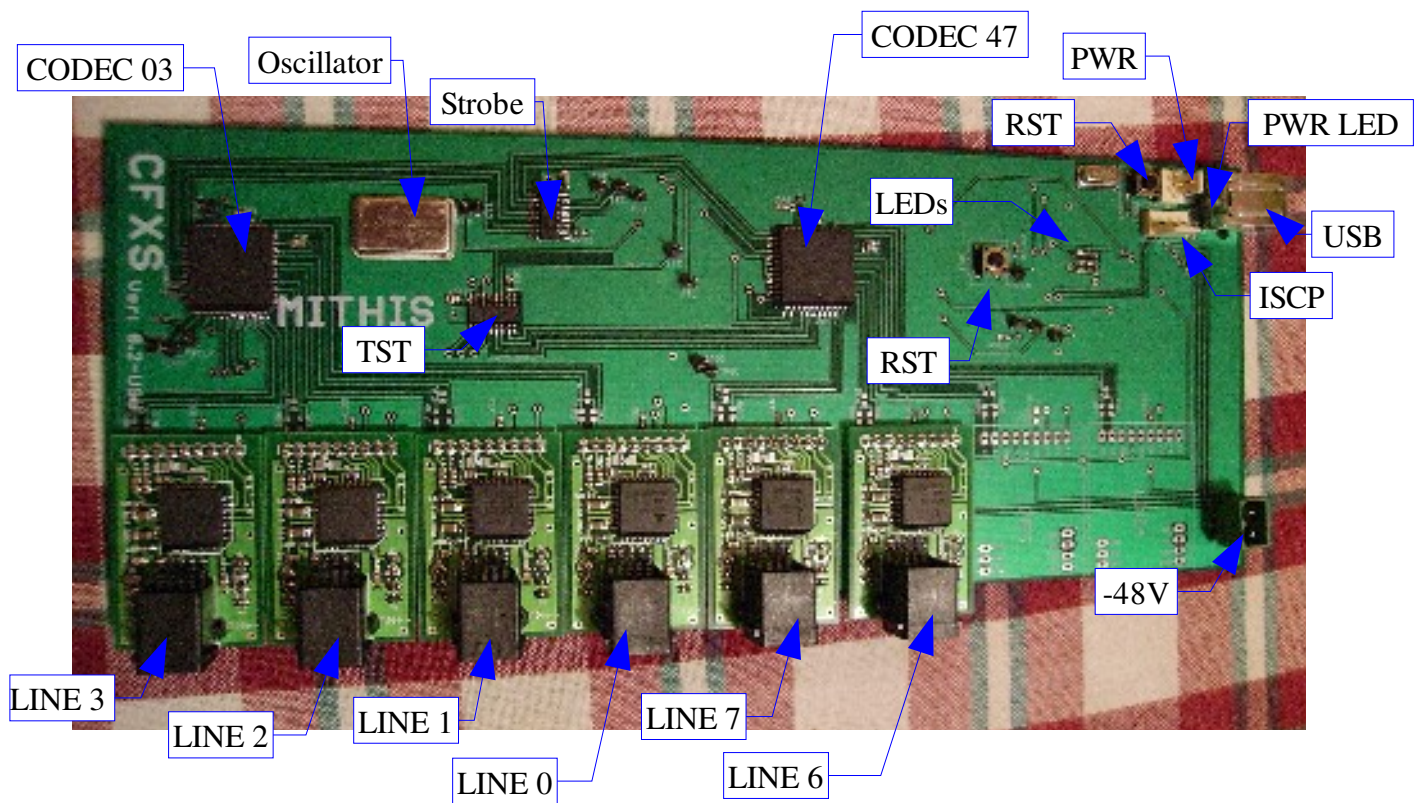 CODEC 47
PWR
Oscillator
CODEC 03
Strobe
RST
PWR LED
LEDs
USB
ISCP
CFXS
MITHIS
TST
RST
-48V
LINE 3
LINE 2
LINE 1
LINE 7
LINE 0
LINE 6